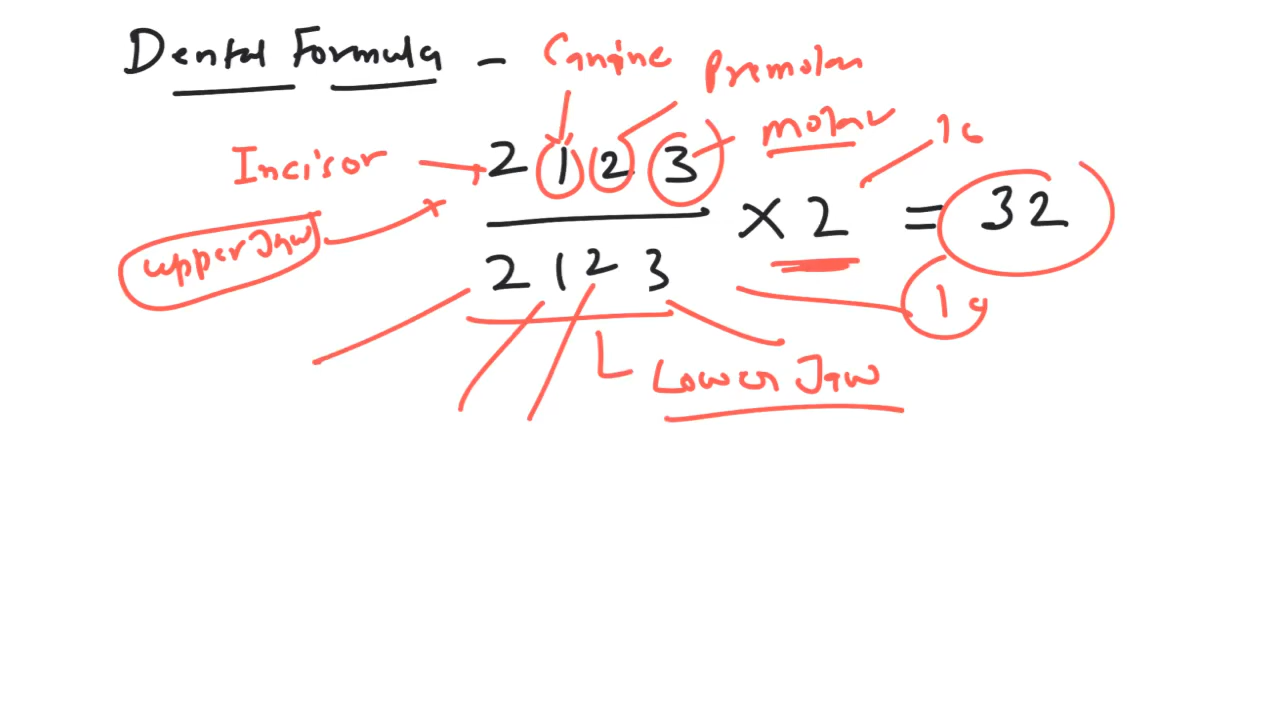 Dental Formula - Canine
Premolar
Incisor 2 1 2 3 molar 16
upper Jaw × 2 = 32
2 1 2 3 16
Lower Jaw